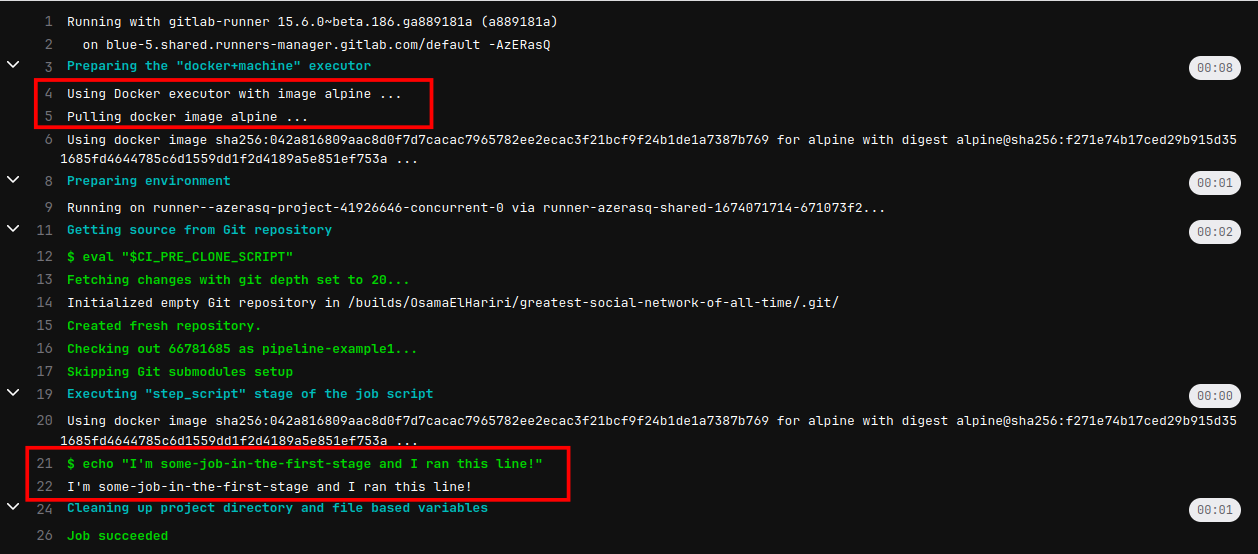 1 Running with gitlab-runner 15.6.0~beta.186.ga889181a (a889181a)
2 on blue-5.shared.runners-manager.gitlab.com/default -AzERasQ
3 Preparing the "docker+machine" executor 00:08
4 Using Docker executor with image alpine ...
5 Pulling docker image alpine ...
6 Using docker image sha256:042a816809aac8d0f7d7cacac7965782ee2ecac3f21bcf9f24b1de1a7387b769 for alpine with digest alpine@sha256:f271e74b17ced29b915d35
1685fd4644785c6d1559dd1f2d4189a5e851ef753a ...
8 Preparing environment 00:01
9 Running on runner--azerasq-project-41926646-concurrent-0 via runner-azerasq-shared-1674071714-671073f2...
11 Getting source from Git repository 00:02
12 $ eval "$CI_PRE_CLONE_SCRIPT"
13 Fetching changes with git depth set to 20...
14 Initialized empty Git repository in /builds/OsamaElHariri/greatest-social-network-of-all-time/.git/
15 Created fresh repository.
16 Checking out 66781685 as pipeline-example1...
17 Skipping Git submodules setup
19 Executing "step_script" stage of the job script 00:00
20 Using docker image sha256:042a816809aac8d0f7d7cacac7965782ee2ecac3f21bcf9f24b1de1a7387b769 for alpine with digest alpine@sha256:f271e74b17ced29b915d35
1685fd4644785c6d1559dd1f2d4189a5e851ef753a ...
21 $ echo "I'm some-job-in-the-first-stage and I ran this line!"
22 I'm some-job-in-the-first-stage and I ran this line!
24 Cleaning up project directory and file based variables 00:01
26 Job succeeded